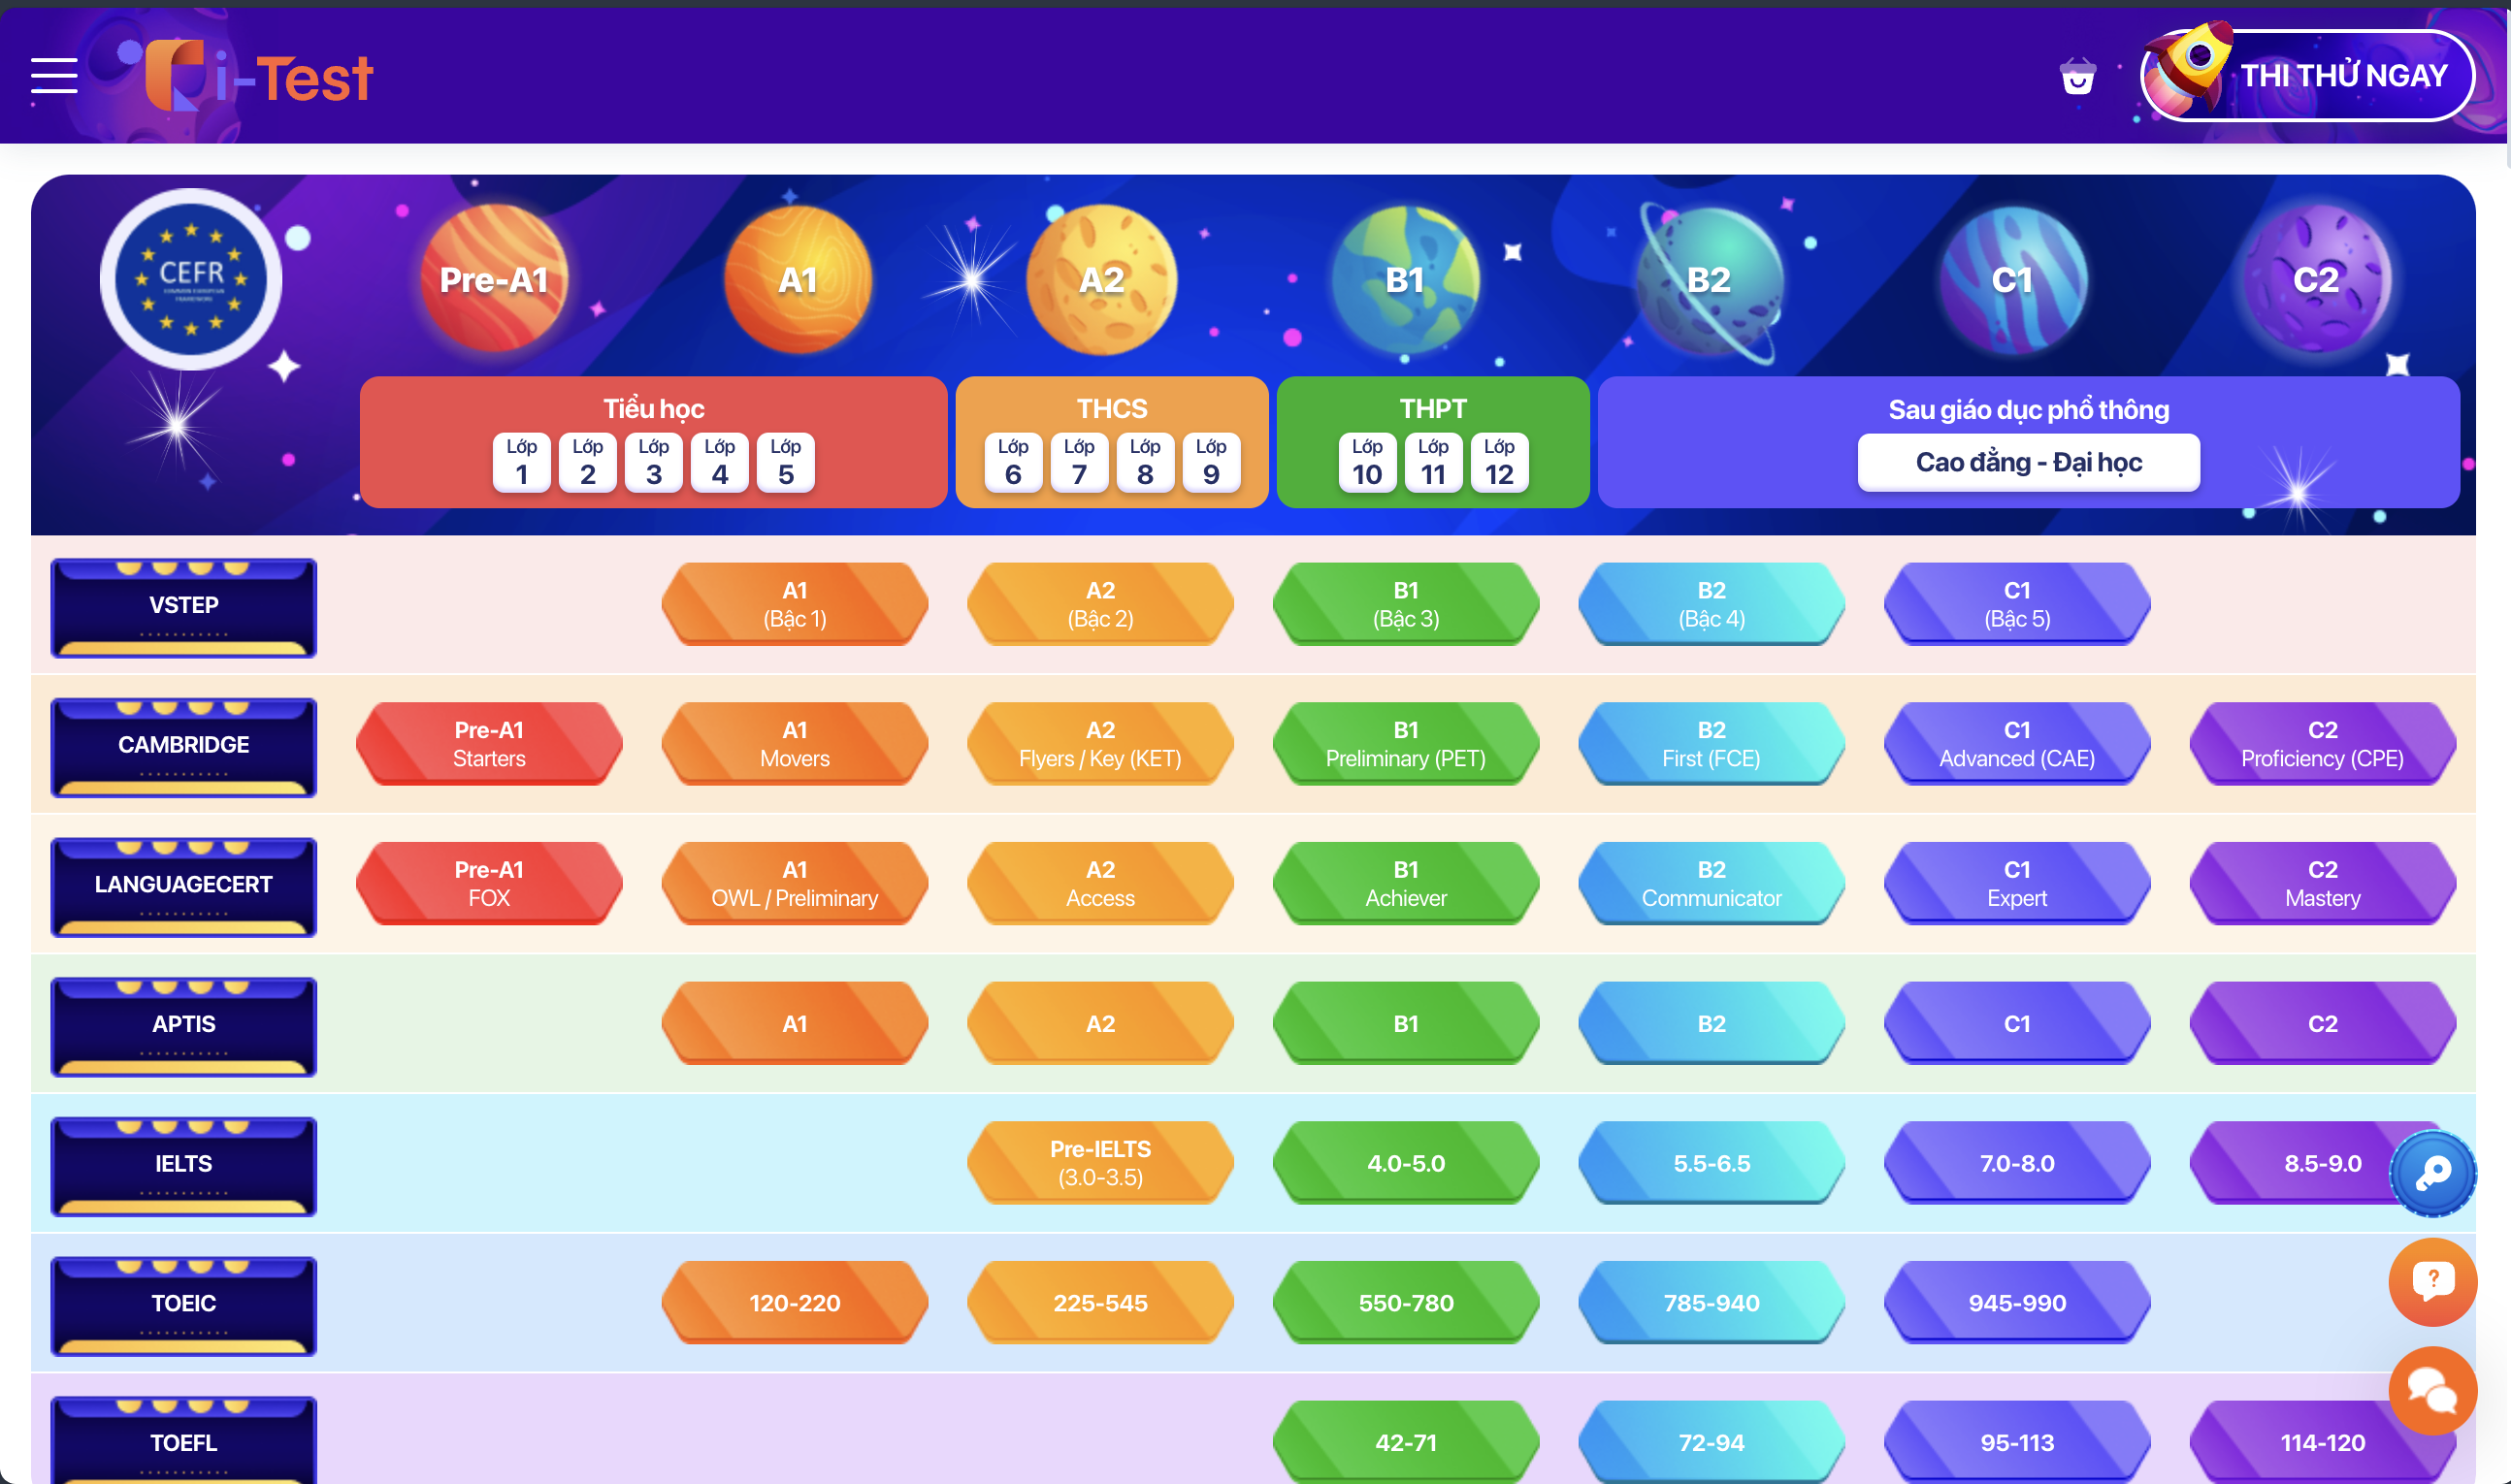 i-Test
THI THỬ NGAY
CEFR
COMMON EUROPEAN
FRAMEWORK
Pre-A1
A1
A2
B1
B2
C1
C2
Tiểu học
Lớp 1
Lớp 2
Lớp 3
Lớp 4
Lớp 5
THCS
Lớp 6
Lớp 7
Lớp 8
Lớp 9
THPT
Lớp 10
Lớp 11
Lớp 12
Sau giáo dục phổ thông
Cao đẳng - Đại học
VSTEP
A1
(Bậc 1)
A2
(Bậc 2)
B1
(Bậc 3)
B2
(Bậc 4)
C1
(Bậc 5)
CAMBRIDGE
Pre-A1
Starters
A1
Movers
A2
Flyers / Key (KET)
B1
Preliminary (PET)
B2
First (FCE)
C1
Advanced (CAE)
C2
Proficiency (CPE)
LANGUAGECERT
Pre-A1
FOX
A1
OWL / Preliminary
A2
Access
B1
Achiever
B2
Communicator
C1
Expert
C2
Mastery
APTIS
A1
A2
B1
B2
C1
C2
IELTS
Pre-IELTS
(3.0-3.5)
4.0-5.0
5.5-6.5
7.0-8.0
8.5-9.0
TOEIC
120-220
225-545
550-780
785-940
945-990
TOEFL
42-71
72-94
95-113
114-120